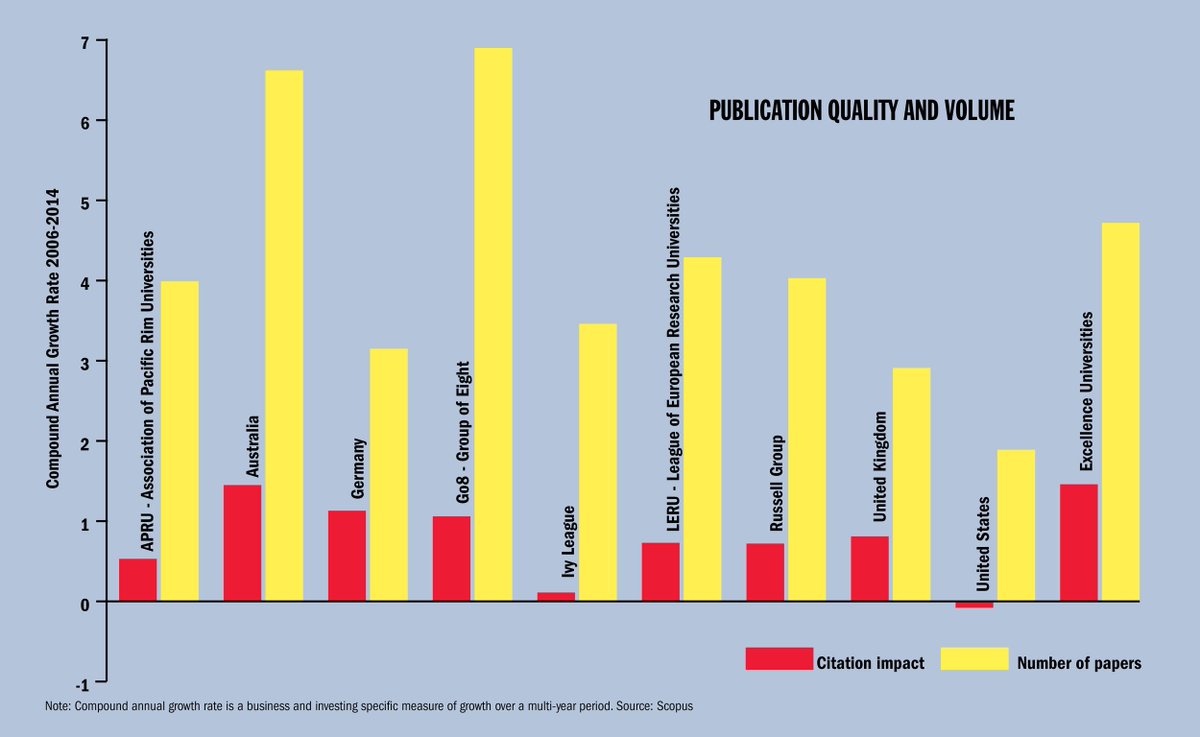 PUBLICATION QUALITY AND VOLUME
Compound Annual Growth Rate 2006-2014
7
6
5
4
3
2
1
0
-1
APRU - Association of Pacific Rim Universities
Australia
Germany
Go8 - Group of Eight
Ivy League
LERU - League of European Research Universities
Russell Group
United Kingdom
United States
Excellence Universities
Citation impact
Number of papers
Note: Compound annual growth rate is a business and investing specific measure of growth over a multi-year period. Source: Scopus